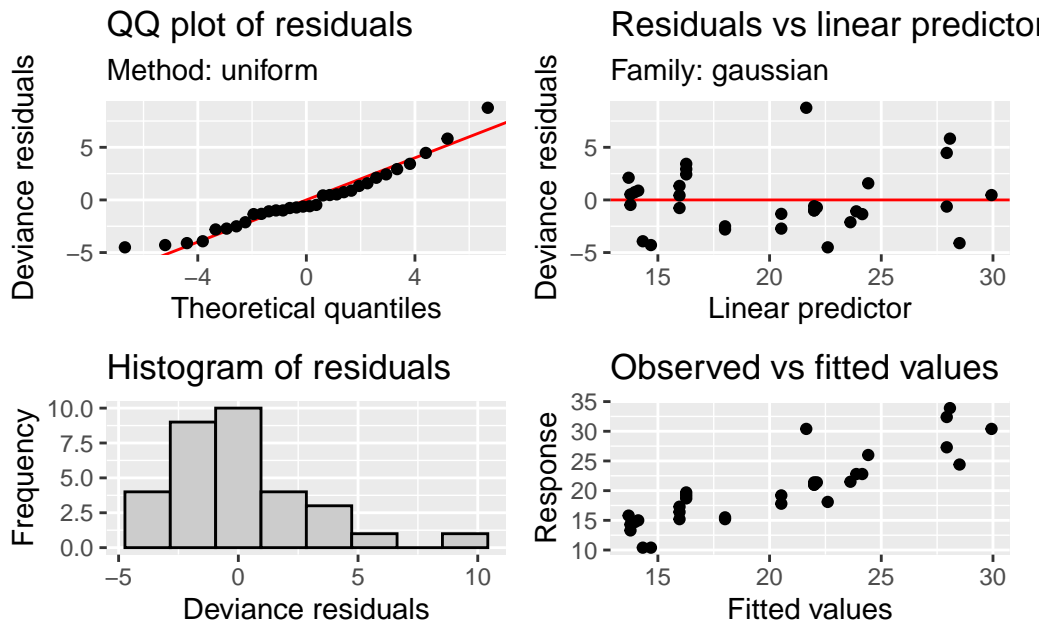 QQ plot of residuals
Method: uniform
Deviance residuals
5
0
−5
−4
0
4
Theoretical quantiles
Residuals vs linear predictor
Family: gaussian
Deviance residuals
5
0
−5
15
20
25
30
Linear predictor
Histogram of residuals
Frequency
10.0
7.5
5.0
2.5
0.0
−5
0
5
10
Deviance residuals
Observed vs fitted values
Response
35
30
25
20
15
10
15
20
25
30
Fitted values